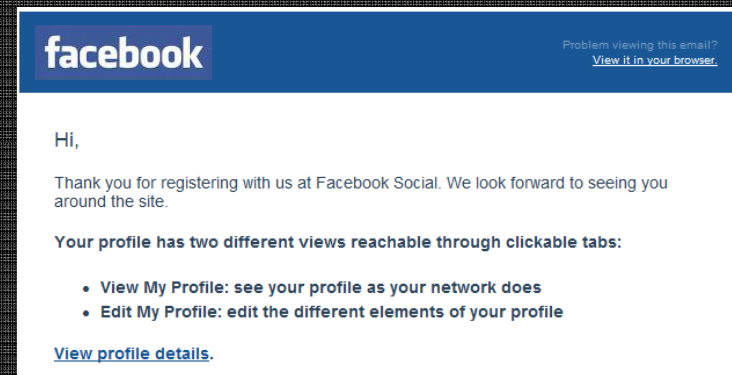 facebook
Problem viewing this email?
View it in your browser.
Hi,
Thank you for registering with us at Facebook Social. We look forward to seeing you
around the site.
Your profile has two different views reachable through clickable tabs:
• View My Profile: see your profile as your network does
• Edit My Profile: edit the different elements of your profile
View profile details.